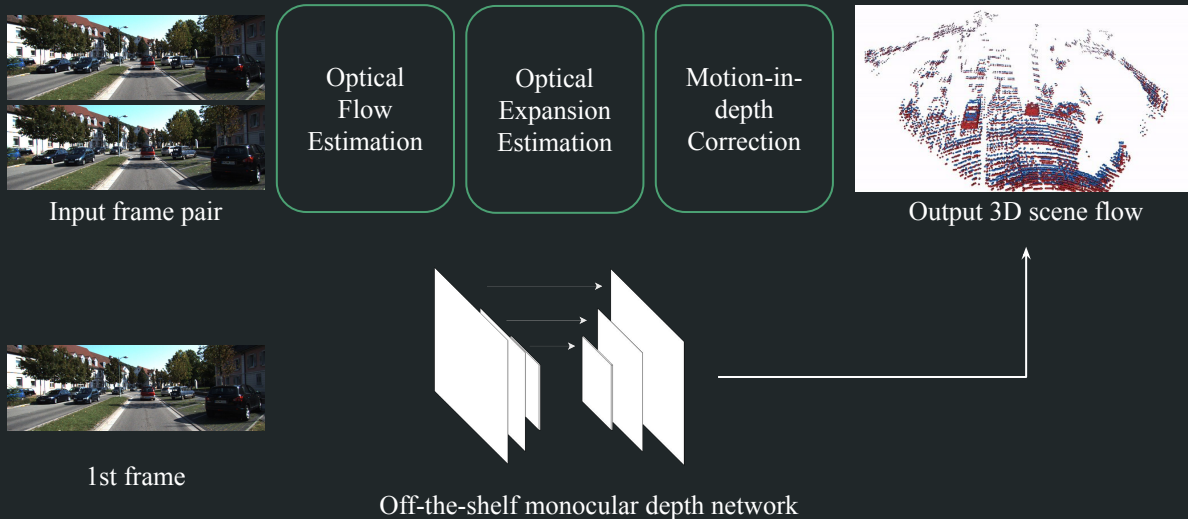 Optical
Flow
Estimation
Optical
Expansion
Estimation
Motion-in-
depth
Correction
Input frame pair
Output 3D scene flow
1st frame
Off-the-shelf monocular depth network